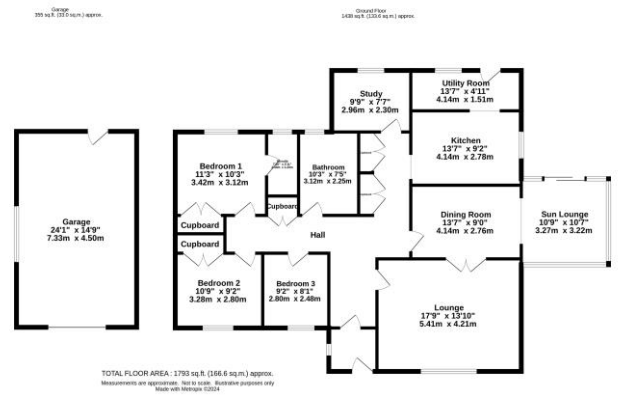 Garage
355 sq.ft. (33.0 sq.m.) approx.
Ground Floor
1438 sq.ft. (133.6 sq.m.) approx.
Study
9'9" x 7'7"
2.96m x 2.30m
Utility Room
13'7" x 4'11"
4.14m x 1.51m
Kitchen
13'7" x 9'2"
4.14m x 2.78m
Bedroom 1
11'3" x 10'3"
3.42m x 3.12m
Bathroom
10'3" x 7'5"
3.12m x 2.25m
Garage
24'1" x 14'9"
7.33m x 4.50m
Cupboard
Dining Room
13'7" x 9'0"
4.14m x 2.76m
Sun Lounge
10'9" x 10'7"
3.27m x 3.22m
Cupboard
Hall
Cupboard
Bedroom 2
10'9" x 9'2"
3.28m x 2.80m
Bedroom 3
9'2" x 8'1"
2.80m x 2.48m
Lounge
17'9" x 13'10"
5.41m x 4.21m
TOTAL FLOOR AREA : 1793 sq.ft. (166.6 sq.m.) approx.
Measurements are approximate. Not to scale. Illustrative purposes only
Made with Metropix ©2024